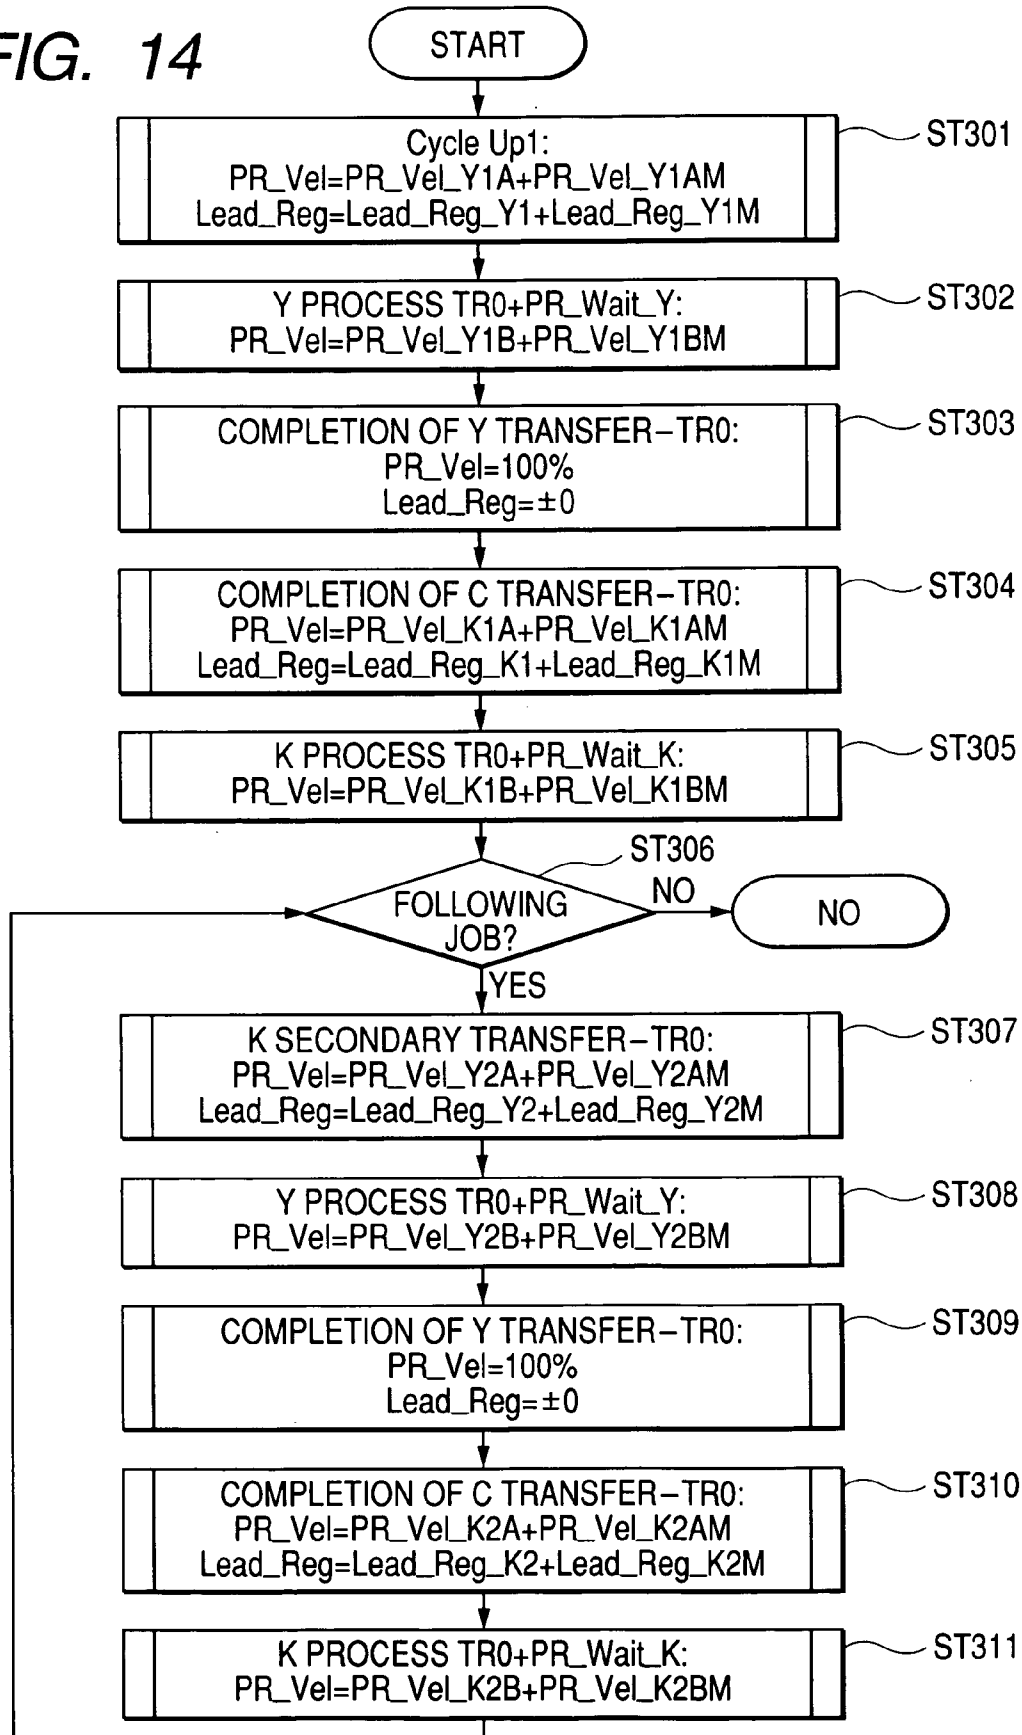 FIG. 14
START
Cycle Up1:
PR_Vel=PR_Vel_Y1A+PR_Vel_Y1AM
Lead_Reg=Lead_Reg_Y1+Lead_Reg_Y1M
ST301
Y PROCESS TR0+PR_Wait_Y:
PR_Vel=PR_Vel_Y1B+PR_Vel_Y1BM
ST302
COMPLETION OF Y TRANSFER-TR0:
PR_Vel=100%
Lead_Reg=±0
ST303
COMPLETION OF C TRANSFER-TR0:
PR_Vel=PR_Vel_K1A+PR_Vel_K1AM
Lead_Reg=Lead_Reg_K1+Lead_Reg_K1M
ST304
K PROCESS TR0+PR_Wait_K:
PR_Vel=PR_Vel_K1B+PR_Vel_K1BM
ST305
ST306
FOLLOWING
JOB?
NO
NO
YES
K SECONDARY TRANSFER-TR0:
PR_Vel=PR_Vel_Y2A+PR_Vel_Y2AM
Lead_Reg=Lead_Reg_Y2+Lead_Reg_Y2M
ST307
Y PROCESS TR0+PR_Wait_Y:
PR_Vel=PR_Vel_Y2B+PR_Vel_Y2BM
ST308
COMPLETION OF Y TRANSFER-TR0:
PR_Vel=100%
Lead_Reg=±0
ST309
COMPLETION OF C TRANSFER-TR0:
PR_Vel=PR_Vel_K2A+PR_Vel_K2AM
Lead_Reg=Lead_Reg_K2+Lead_Reg_K2M
ST310
K PROCESS TR0+PR_Wait_K:
PR_Vel=PR_Vel_K2B+PR_Vel_K2BM
ST311